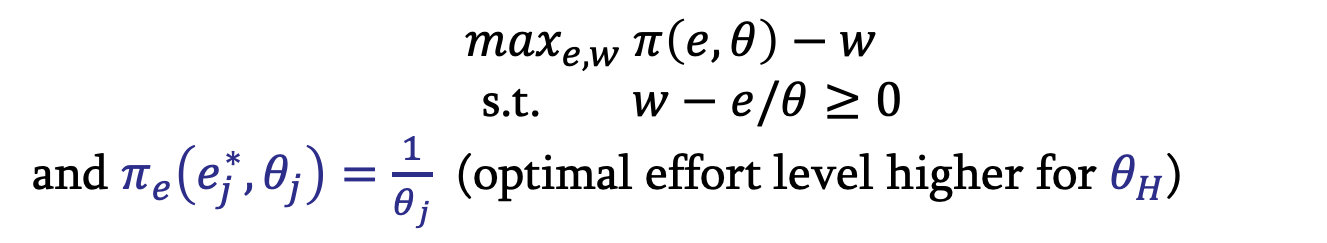 max_{e,w} π(e, θ) − w
s.t. w − e/θ ≥ 0
and π_e(e_j^*, θ_j) = 1/θ_j (optimal effort level higher for θ_H)